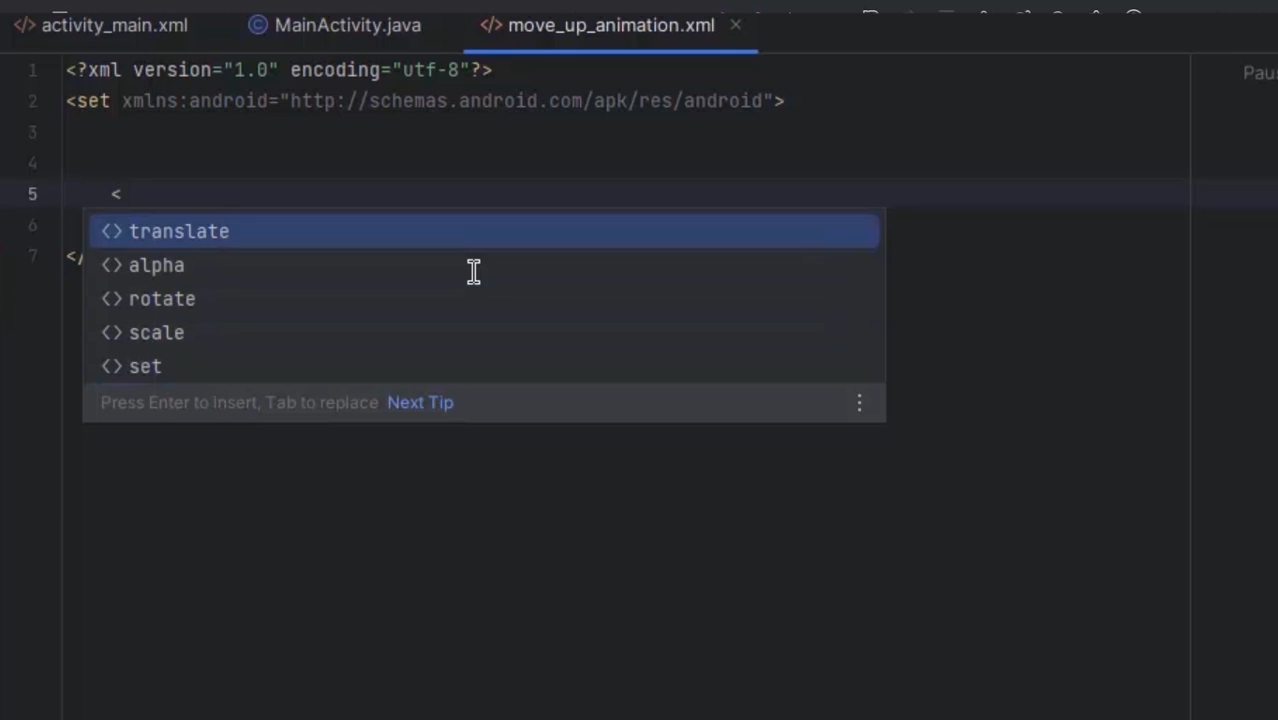 activity_main.xml MainActivity.java move_up_animation.xml
1 <?xml version="1.0" encoding="utf-8"?>
2 <set xmlns:android="http://schemas.android.com/apk/res/android">
3
4
5 <
6
7 </
translate
alpha
rotate
scale
set
Press Enter to insert, Tab to replace Next Tip
Pau